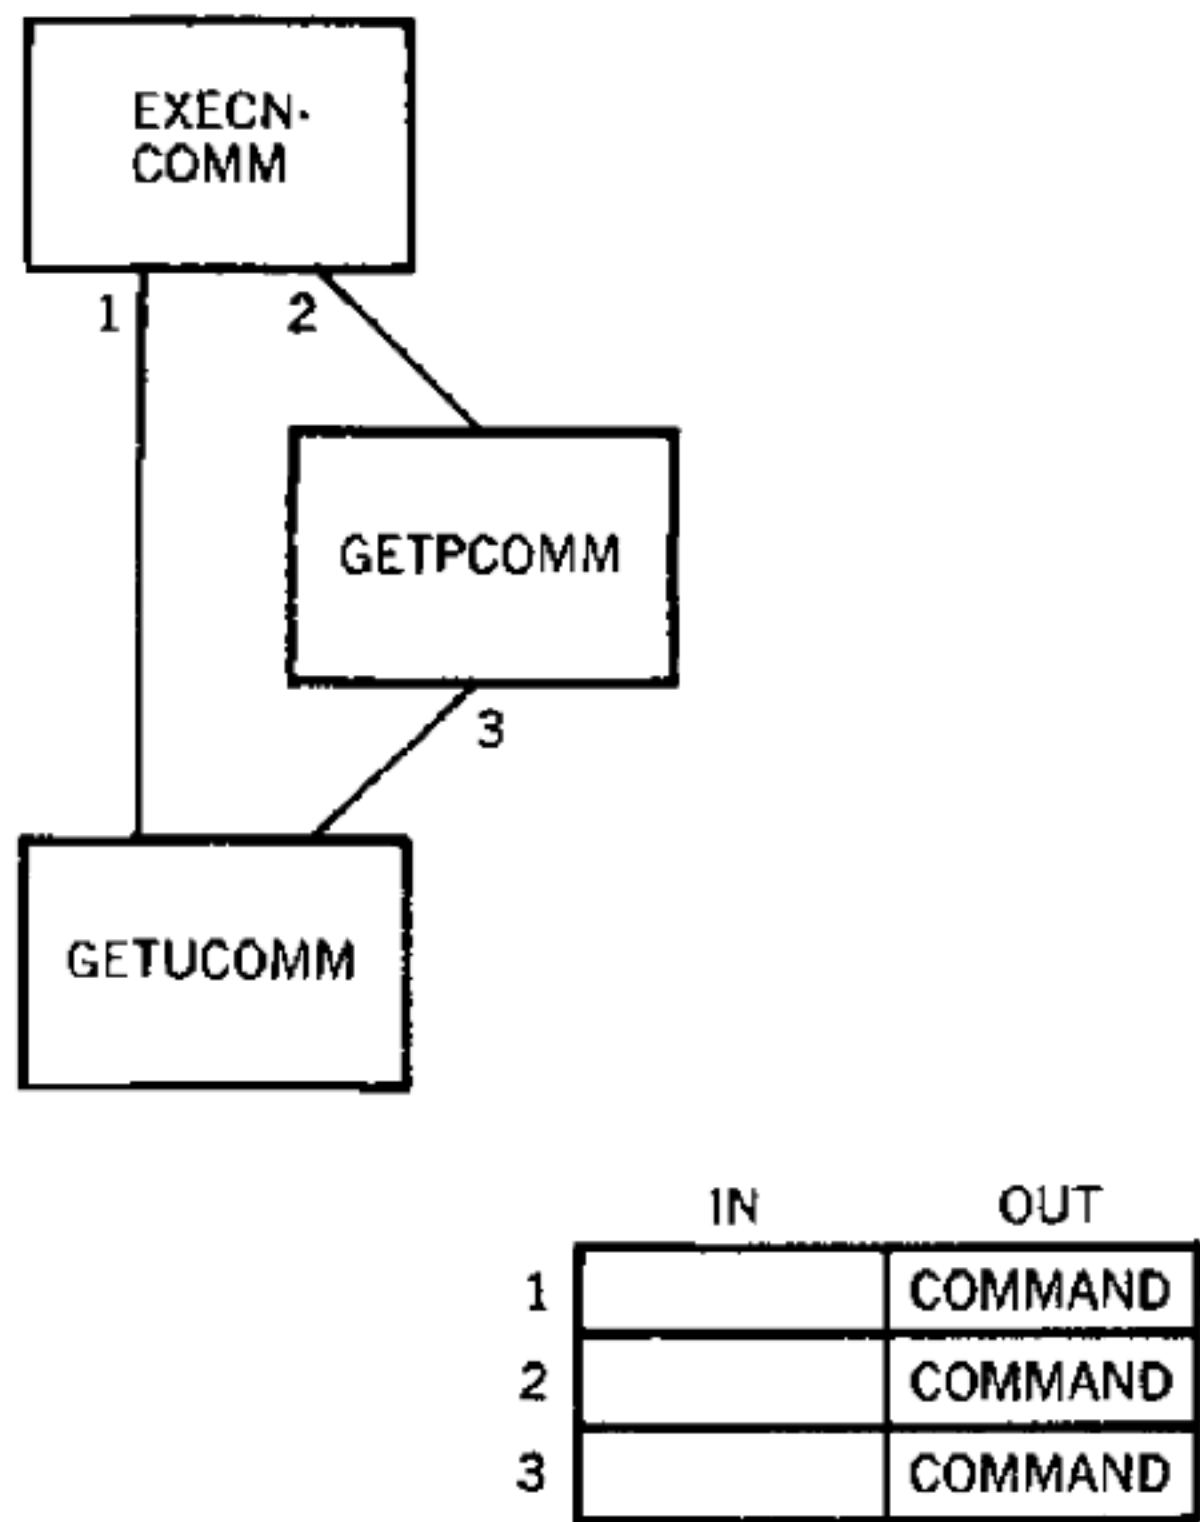 EXECN-
COMM
1 2
GETPCOMM
3
GETUCOMM
IN OUT
1 COMMAND
2 COMMAND
3 COMMAND